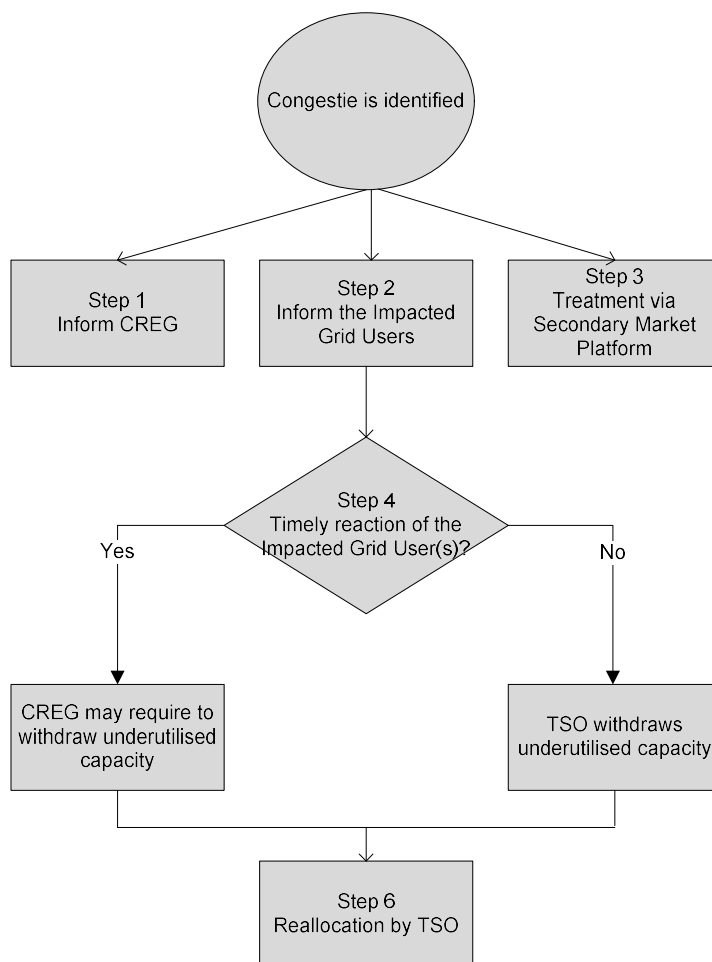 Congestie is identified
Step 1
Inform CREG
Step 2
Inform the Impacted
Grid Users
Step 3
Treatment via
Secondary Market
Platform
Step 4
Timely reaction of the
Impacted Grid User(s)?
Yes
No
CREG may require to
withdraw underutilised
capacity
TSO withdraws
underutilised capacity
Step 6
Reallocation by TSO